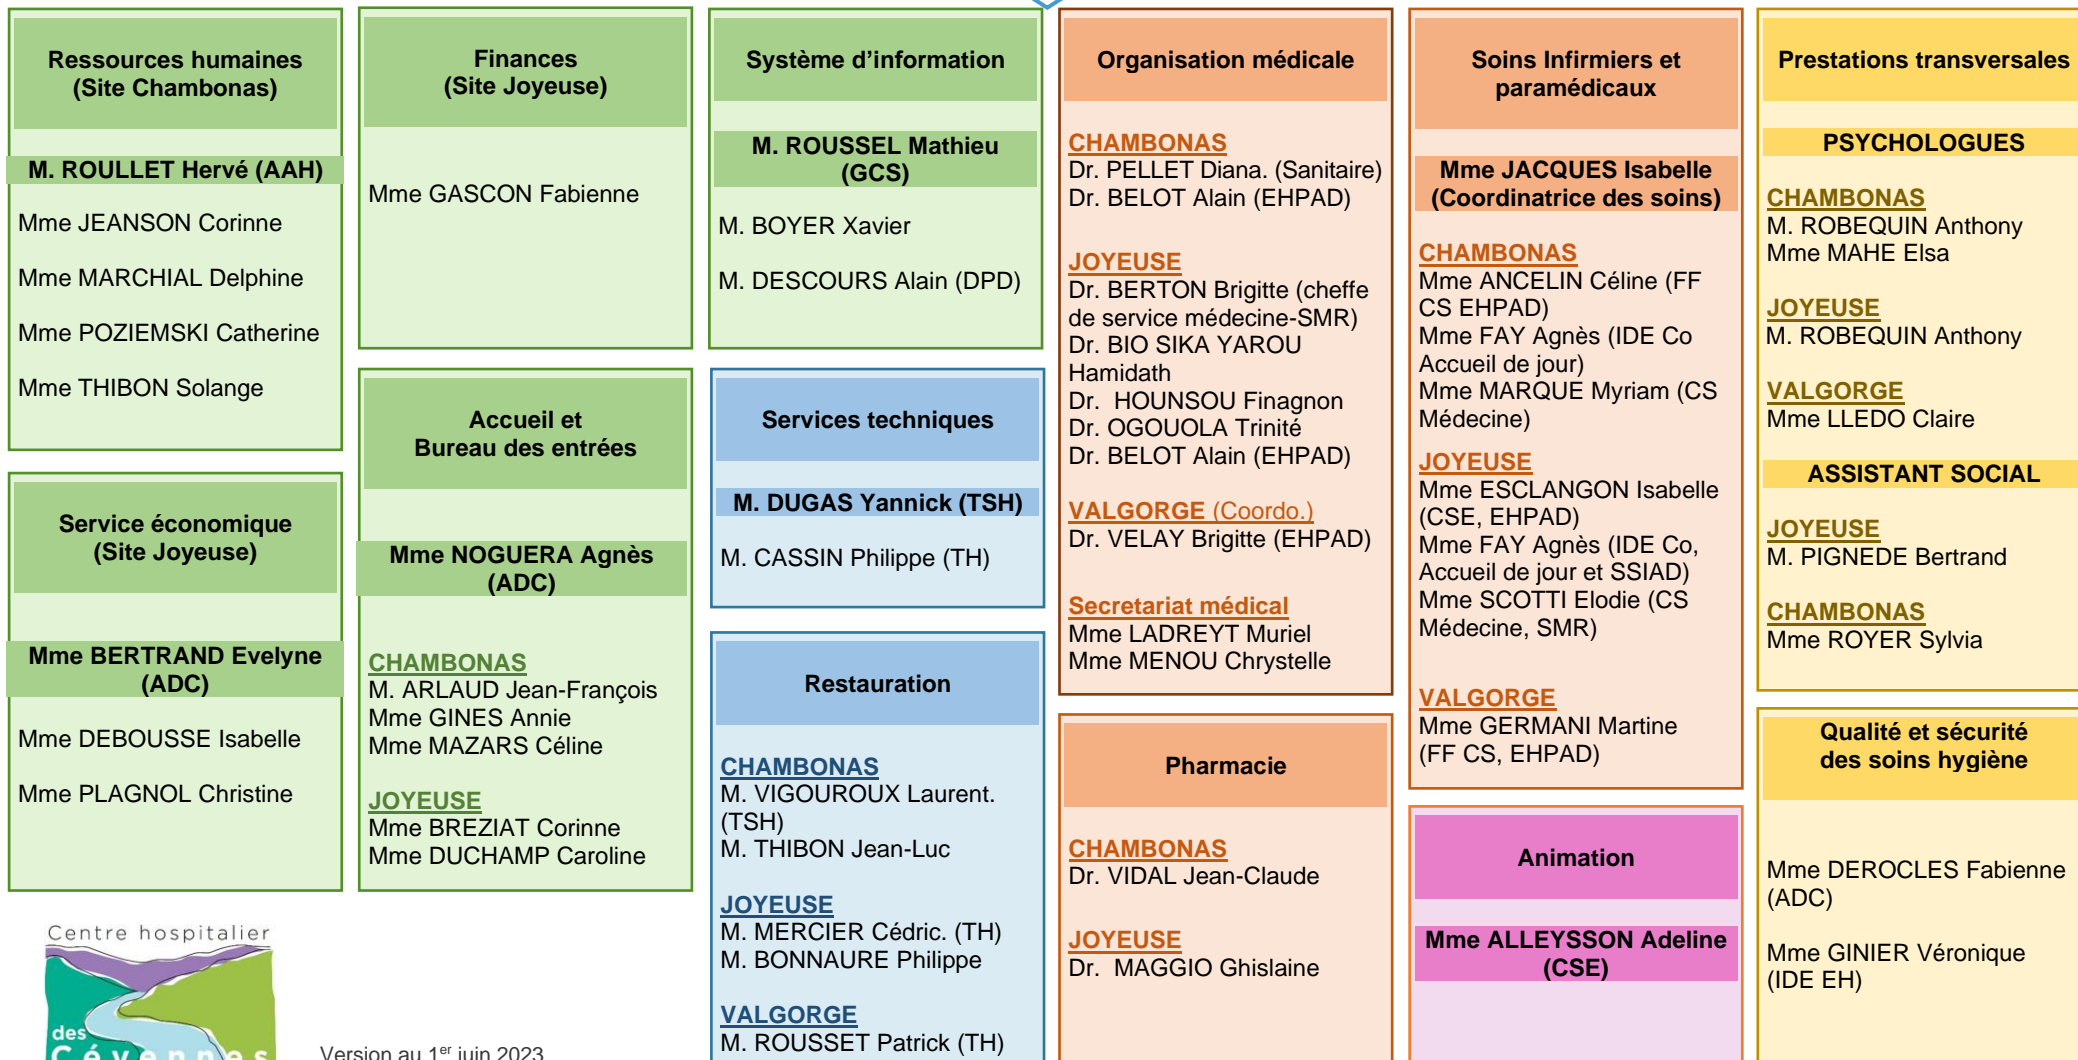 Ressources humaines
(Site Chambonas)
M. ROULLET Hervé (AAH)
Mme JEANSON Corinne
Mme MARCHIAL Delphine
Mme POZIEMSKI Catherine
Mme THIBON Solange
Service économique
(Site Joyeuse)
Mme BERTRAND Evelyne
(ADC)
Mme DEBOUSSE Isabelle
Mme PLAGNOL Christine
Finances
(Site Joyeuse)
Mme GASCON Fabienne
Accueil et
Bureau des entrées
Mme NOGUERA Agnès
(ADC)
CHAMBONAS
M. ARLAUD Jean-François
Mme GINES Annie
Mme MAZARS Céline
JOYEUSE
Mme BREZIAT Corinne
Mme DUCHAMP Caroline
Système d’information
M. ROUSSEL Mathieu
(GCS)
M. BOYER Xavier
M. DESCOURS Alain (DPD)
Services techniques
M. DUGAS Yannick (TSH)
M. CASSIN Philippe (TH)
Restauration
CHAMBONAS
M. VIGOUROUX Laurent.
(TSH)
M. THIBON Jean-Luc
JOYEUSE
M. MERCIER Cédric. (TH)
M. BONNAURE Philippe
VALGORGE
M. ROUSSET Patrick (TH)
Organisation médicale
CHAMBONAS
Dr. PELLET Diana. (Sanitaire)
Dr. BELOT Alain (EHPAD)
JOYEUSE
Dr. BERTON Brigitte (cheffe
de service médecine-SMR)
Dr. BIO SIKA YAROU
Hamidath
Dr.  HOUNSOU Finagnon
Dr. OGOUOLA Trinité
Dr. BELOT Alain (EHPAD)
VALGORGE (Coordo.)
Dr. VELAY Brigitte (EHPAD)
Secretariat médical
Mme LADREYT Muriel
Mme MENOU Chrystelle
Pharmacie
CHAMBONAS
Dr. VIDAL Jean-Claude
JOYEUSE
Dr.  MAGGIO Ghislaine
Soins Infirmiers et
paramédicaux
Mme JACQUES Isabelle
(Coordinatrice des soins)
CHAMBONAS
Mme ANCELIN Céline (FF
CS EHPAD)
Mme FAY Agnès (IDE Co
Accueil de jour)
Mme MARQUE Myriam (CS
Médecine)
JOYEUSE
Mme ESCLANGON Isabelle
(CSE, EHPAD)
Mme FAY Agnès (IDE Co,
Accueil de jour et SSIAD)
Mme SCOTTI Elodie (CS
Médecine, SMR)
VALGORGE
Mme GERMANI Martine
(FF CS, EHPAD)
Animation
Mme ALLEYSSON Adeline
(CSE)
Prestations transversales
PSYCHOLOGUES
CHAMBONAS
M. ROBEQUIN Anthony
Mme MAHE Elsa
JOYEUSE
M. ROBEQUIN Anthony
VALGORGE
Mme LLEDO Claire
ASSISTANT SOCIAL
JOYEUSE
M. PIGNEDE Bertrand
CHAMBONAS
Mme ROYER Sylvia
Qualité et sécurité
des soins hygiène
Mme DEROCLES Fabienne
(ADC)
Mme GINIER Véronique
(IDE EH)
Centre hospitalier
des
Cévennes
Version au 1er juin 2023